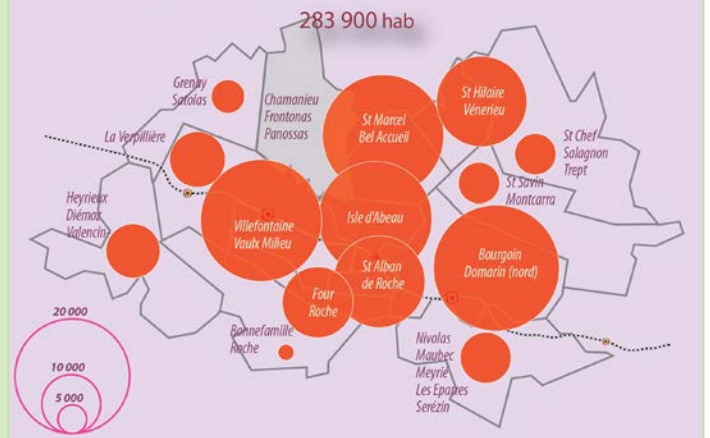 283 900 hab
Grenay
Satolas
Chamanieu
Frontonas
Panossas
St Marcel
Bel Accueil
St Hilaire
Vénerieu
La Verpillière
St Chef
Salagnon
Trept
St Savin
Montcarra
Heyrieux
Diémoz
Valencin
Villefontaine
Vaulx Milieu
Isle d'Abeau
Bourgoin
Domarin (nord)
St Alban
de Roche
Four
Roche
Bonnefamille
Roche
Nivolas
Maubec
Meyrié
Les Epares
Serézin
20 000
10 000
5 000